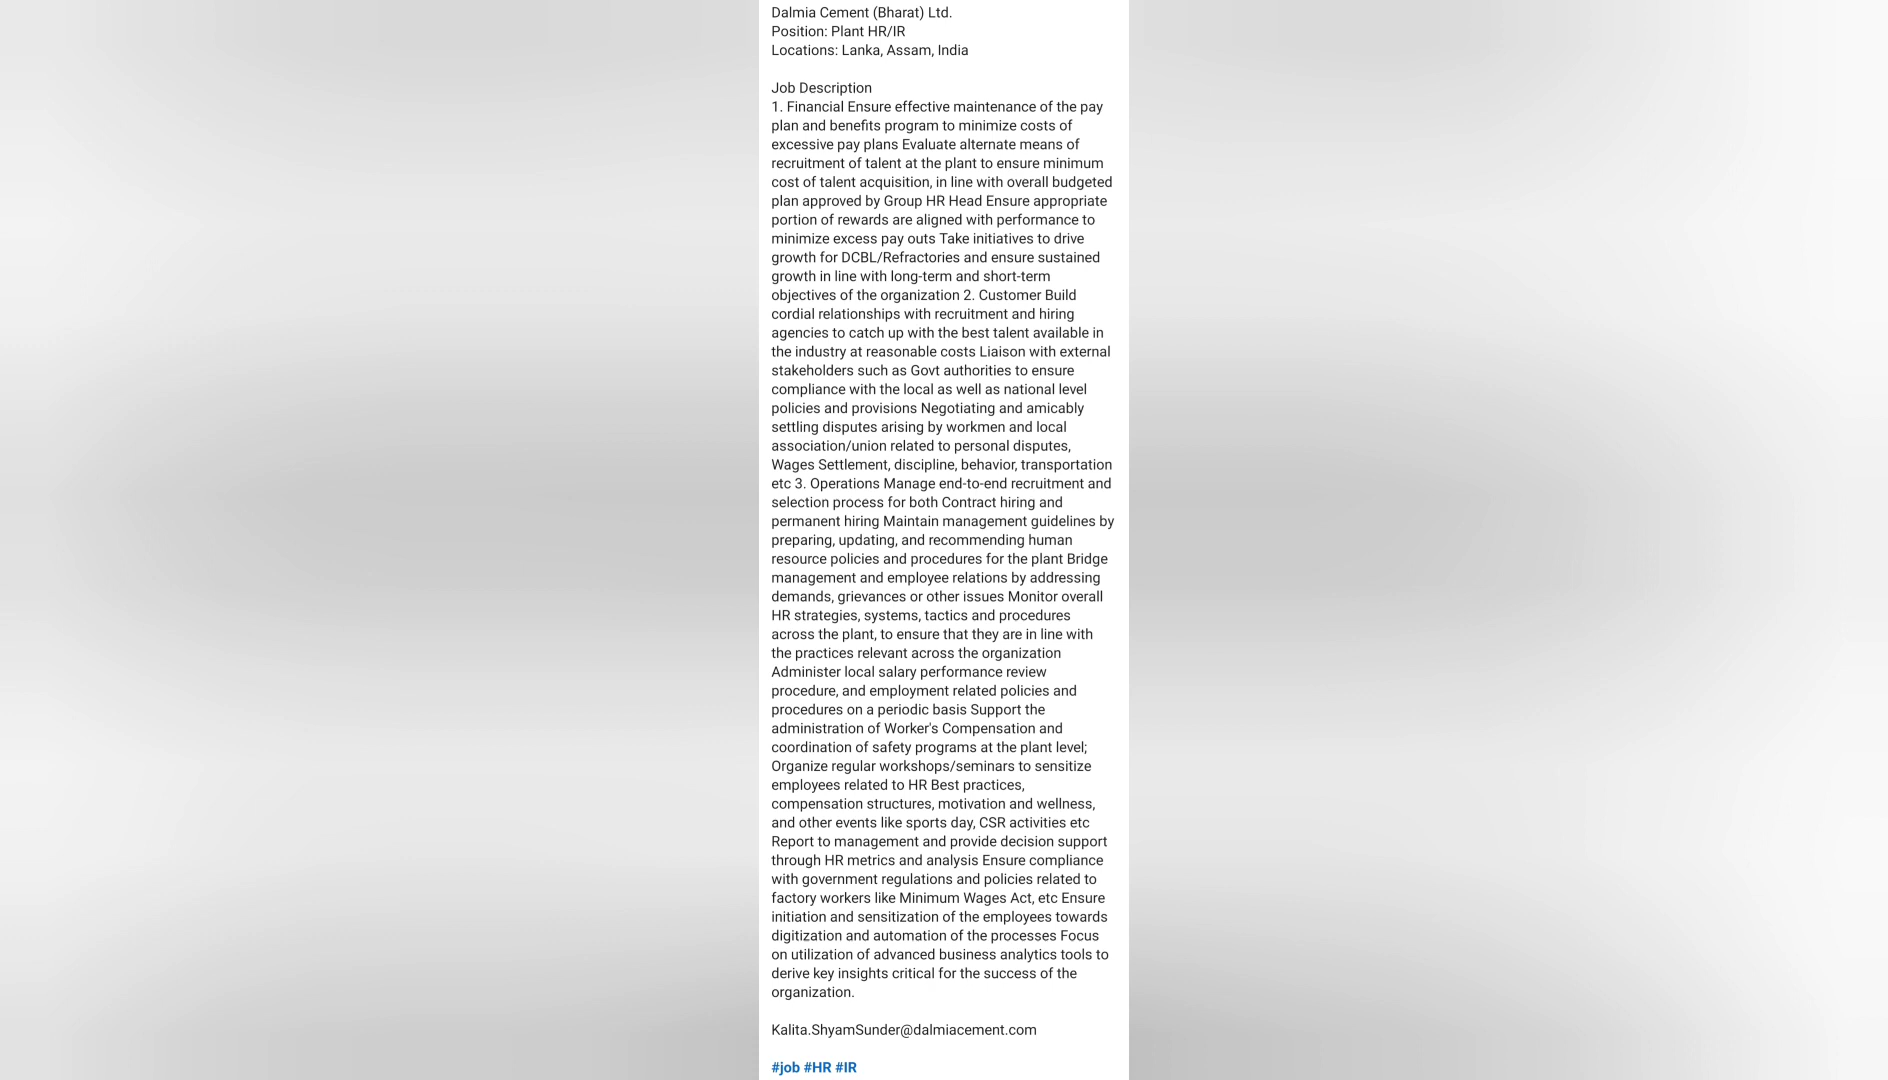 Dalmia Cement (Bharat) Ltd.
Position: Plant HR/IR
Locations: Lanka, Assam, India
Job Description
1. Financial Ensure effective maintenance of the pay
plan and benefits program to minimize costs of
excessive pay plans Evaluate alternate means of
recruitment of talent at the plant to ensure minimum
cost of talent acquisition, in line with overall budgeted
plan approved by Group HR Head Ensure appropriate
portion of rewards are aligned with performance to
minimize excess pay outs Take initiatives to drive
growth for DCBL/Refractories and ensure sustained
growth in line with long-term and short-term
objectives of the organization 2. Customer Build
cordial relationships with recruitment and hiring
agencies to catch up with the best talent available in
the industry at reasonable costs Liaison with external
stakeholders such as Govt authorities to ensure
compliance with the local as well as national level
policies and provisions Negotiating and amicably
settling disputes arising by workmen and local
association/union related to personal disputes,
Wages Settlement, discipline, behavior, transportation
etc 3. Operations Manage end-to-end recruitment and
selection process for both Contract hiring and
permanent hiring Maintain management guidelines by
preparing, updating, and recommending human
resource policies and procedures for the plant Bridge
management and employee relations by addressing
demands, grievances or other issues Monitor overall
HR strategies, systems, tactics and procedures
across the plant, to ensure that they are in line with
the practices relevant across the organization
Administer local salary performance review
procedure, and employment related policies and
procedures on a periodic basis Support the
administration of Worker's Compensation and
coordination of safety programs at the plant level;
Organize regular workshops/seminars to sensitize
employees related to HR Best practices,
compensation structures, motivation and wellness,
and other events like sports day, CSR activities etc
Report to management and provide decision support
through HR metrics and analysis Ensure compliance
with government regulations and policies related to
factory workers like Minimum Wages Act, etc Ensure
initiation and sensitization of the employees towards
digitization and automation of the processes Focus
on utilization of advanced business analytics tools to
derive key insights critical for the success of the
organization.
Kalita.ShyamSunder@dalmiacement.com
#job #HR #IR